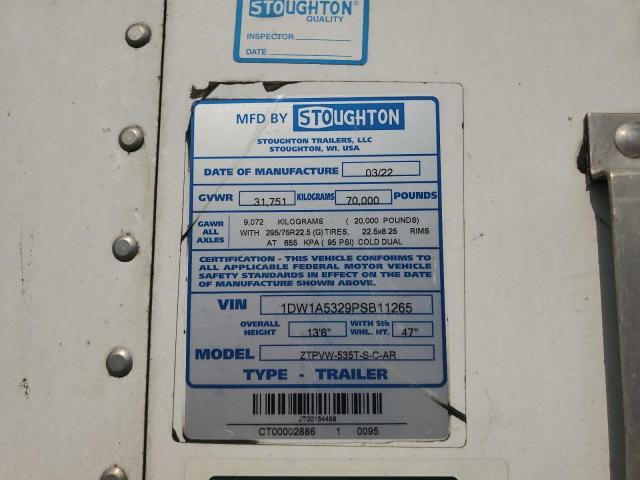 STOUGHTON®
QUALITY
INSPECTOR
DATE
MFD BY STOUGHTON
STOUGHTON TRAILERS, LLC
STOUGHTON, WI. USA
DATE OF MANUFACTURE 03/22
GVWR 31,751 KILOGRAMS 70,000 POUNDS
GAWR ALL AXLES
9,072 KILOGRAMS ( 20,000 POUNDS)
WITH 295/75R22.5 (G) TIRES, 22.5x8.25 RIMS
AT 655 KPA ( 95 PSI) COLD DUAL
CERTIFICATION - THIS VEHICLE CONFORMS
TO ALL APPLICABLE FEDERAL MOTOR VEHICLE
SAFETY STANDARDS IN EFFECT ON THE
DATE OF MANUFACTURE SHOWN ABOVE.
VIN 1DW1A5329PSB11265
OVERALL HEIGHT 13'6" WITH 5th WHL. HT. 47"
MODEL ZTPVW-535T-S-C-AR
TYPE - TRAILER
JT00154498
CT00002886 1 0095